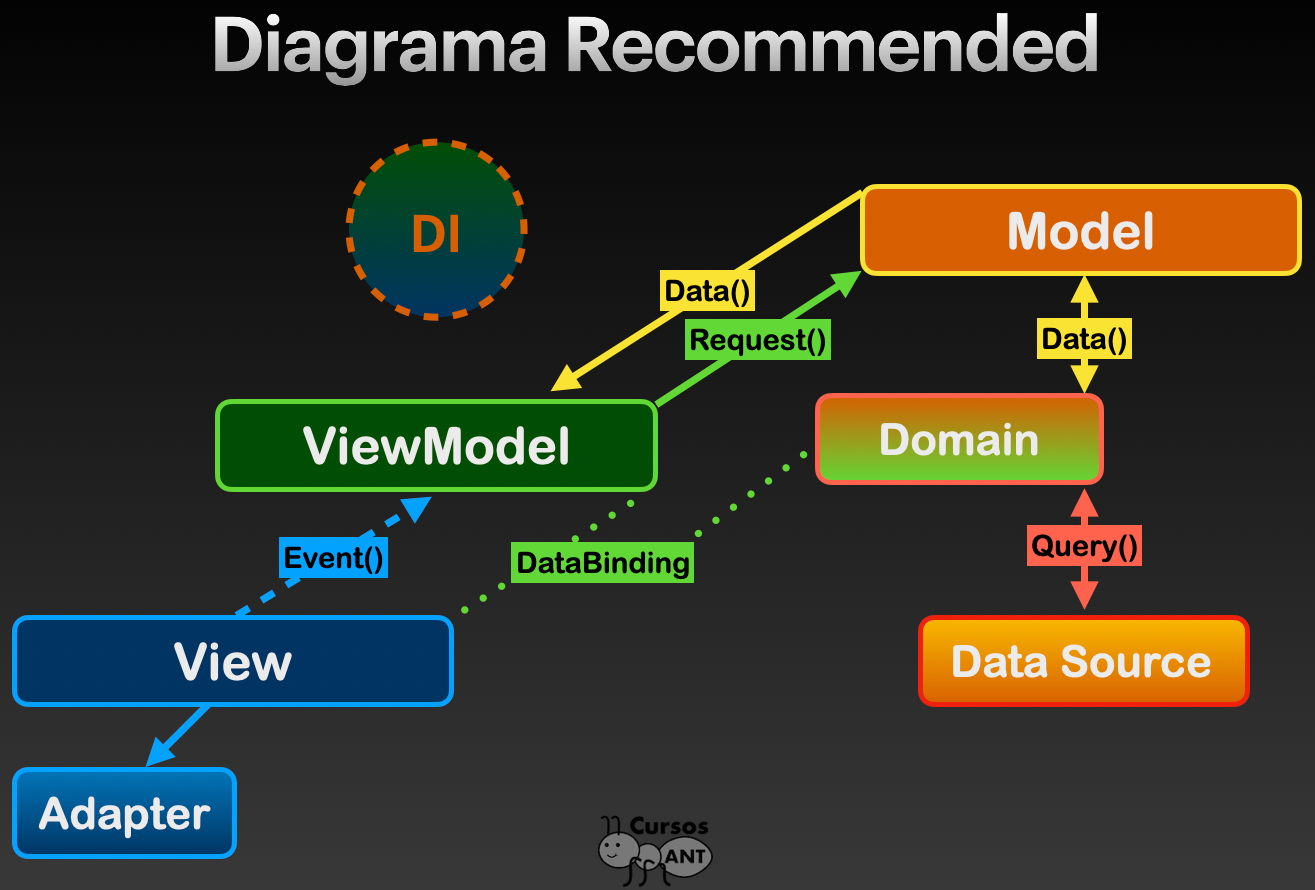 Diagrama Recommended
DI
Model
Data()
Request()
Data()
ViewModel
Domain
Event()
DataBinding
Query()
View
Data Source
Adapter
Cursos
ANT